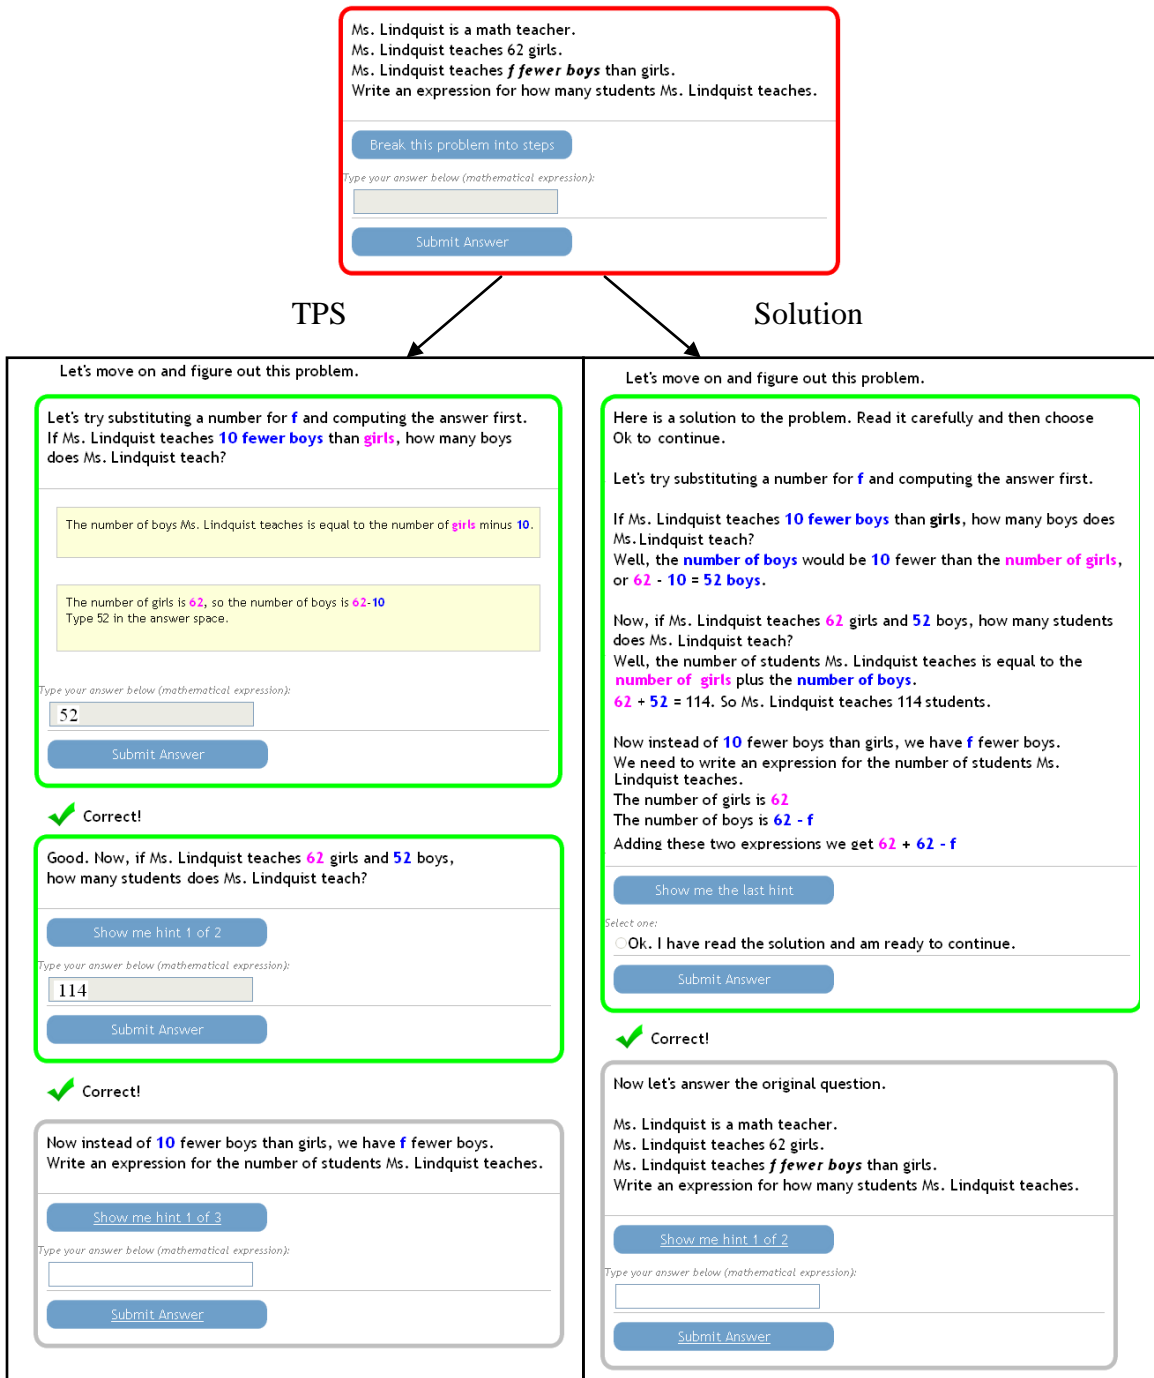 Ms. Lindquist is a math teacher.
Ms. Lindquist teaches 62 girls.
Ms. Lindquist teaches f fewer boys than girls.
Write an expression for how many students Ms. Lindquist teaches.
Break this problem into steps
Type your answer below (mathematical expression):
Submit Answer
TPS
Solution
Let's move on and figure out this problem.
Let's try substituting a number for f and computing the answer first.
If Ms. Lindquist teaches 10 fewer boys than girls, how many boys
does Ms. Lindquist teach?
The number of boys Ms. Lindquist teaches is equal to the number of girls minus 10.
The number of girls is 62, so the number of boys is 62-10
Type 52 in the answer space.
Type your answer below (mathematical expression):
52
Submit Answer
Correct!
Good. Now, if Ms. Lindquist teaches 62 girls and 52 boys,
how many students does Ms. Lindquist teach?
Show me hint 1 of 2
Type your answer below (mathematical expression):
114
Submit Answer
Correct!
Now instead of 10 fewer boys than girls, we have f fewer boys.
Write an expression for the number of students Ms. Lindquist teaches.
Show me hint 1 of 3
Type your answer below (mathematical expression):
Submit Answer
Let's move on and figure out this problem.
Here is a solution to the problem. Read it carefully and then choose
Ok to continue.
Let's try substituting a number for f and computing the answer first.
If Ms. Lindquist teaches 10 fewer boys than girls, how many boys does
Ms. Lindquist teach?
Well, the number of boys would be 10 fewer than the number of girls,
or 62 - 10 = 52 boys.
Now, if Ms. Lindquist teaches 62 girls and 52 boys, how many students
does Ms. Lindquist teach?
Well, the number of students Ms. Lindquist teaches is equal to the
number of girls plus the number of boys.
62 + 52 = 114. So Ms. Lindquist teaches 114 students.
Now instead of 10 fewer boys than girls, we have f fewer boys.
We need to write an expression for the number of students Ms.
Lindquist teaches.
The number of girls is 62
The number of boys is 62 - f
Adding these two expressions we get 62 + 62 - f
Show me the last hint
Select one:
Ok. I have read the solution and am ready to continue.
Submit Answer
Correct!
Now let's answer the original question.
Ms. Lindquist is a math teacher.
Ms. Lindquist teaches 62 girls.
Ms. Lindquist teaches f fewer boys than girls.
Write an expression for how many students Ms. Lindquist teaches.
Show me hint 1 of 2
Type your answer below (mathematical expression):
Submit Answer